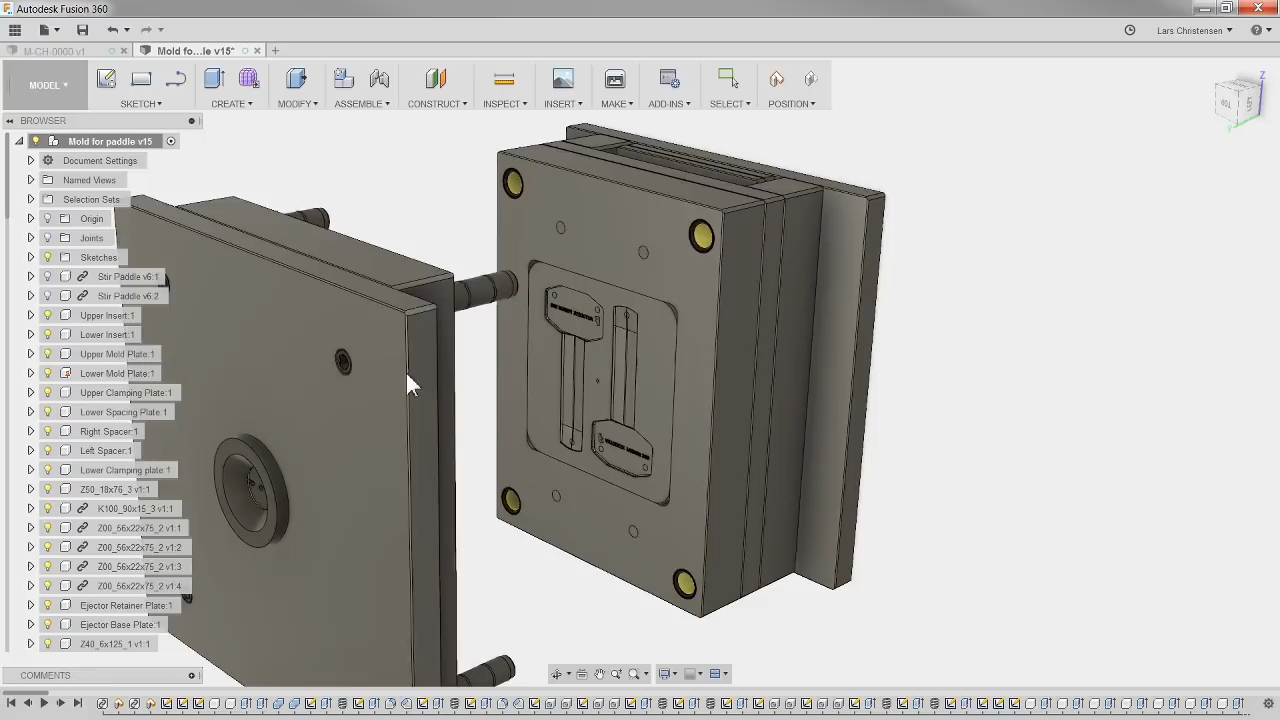 Autodesk Fusion 360
M-CH-0000 v1
Mold fo...le v15*
Lars Christensen
MODEL
SKETCH
CREATE
MODIFY
ASSEMBLE
CONSTRUCT
INSPECT
INSERT
MAKE
ADD-INS
SELECT
POSITION
BROWSER
Mold for paddle v15
Document Settings
Named Views
Selection Sets
Origin
Joints
Sketches
Stir Paddle v6:1
Stir Paddle v6:2
Upper Insert:1
Lower Insert:1
Upper Mold Plate:1
Lower Mold Plate:1
Upper Clamping Plate:1
Lower Spacing Plate:1
Right Spacer:1
Left Spacer:1
Lower Clamping plate 1
Z50_18x76_3 v1:1
K100_90x15_3 v1:1
Z00_56x22x75_2 v1:1
Z00_56x22x75_2 v1:2
Z00_56x22x75_2 v1:3
Z00_56x22x75_2 v1:4
Ejector Retainer Plate:1
Ejector Base Plate:1
Z40_6x125_1 v1:1
COMMENTS
Z
TOP